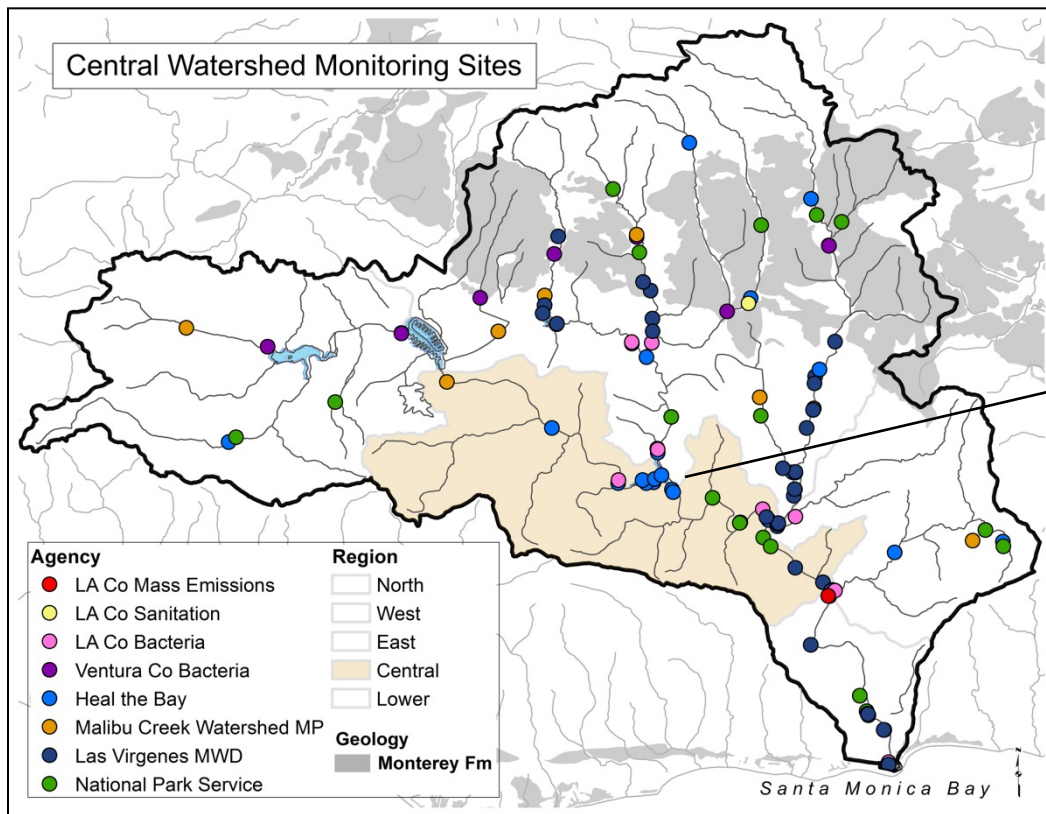 Central Watershed Monitoring Sites
Agency
LA Co Mass Emissions
LA Co Sanitation
LA Co Bacteria
Ventura Co Bacteria
Heal the Bay
Malibu Creek Watershed MP
Las Virgenes MWD
National Park Service
Region
North
West
East
Central
Lower
Geology
Monterey Fm
Santa Monica Bay